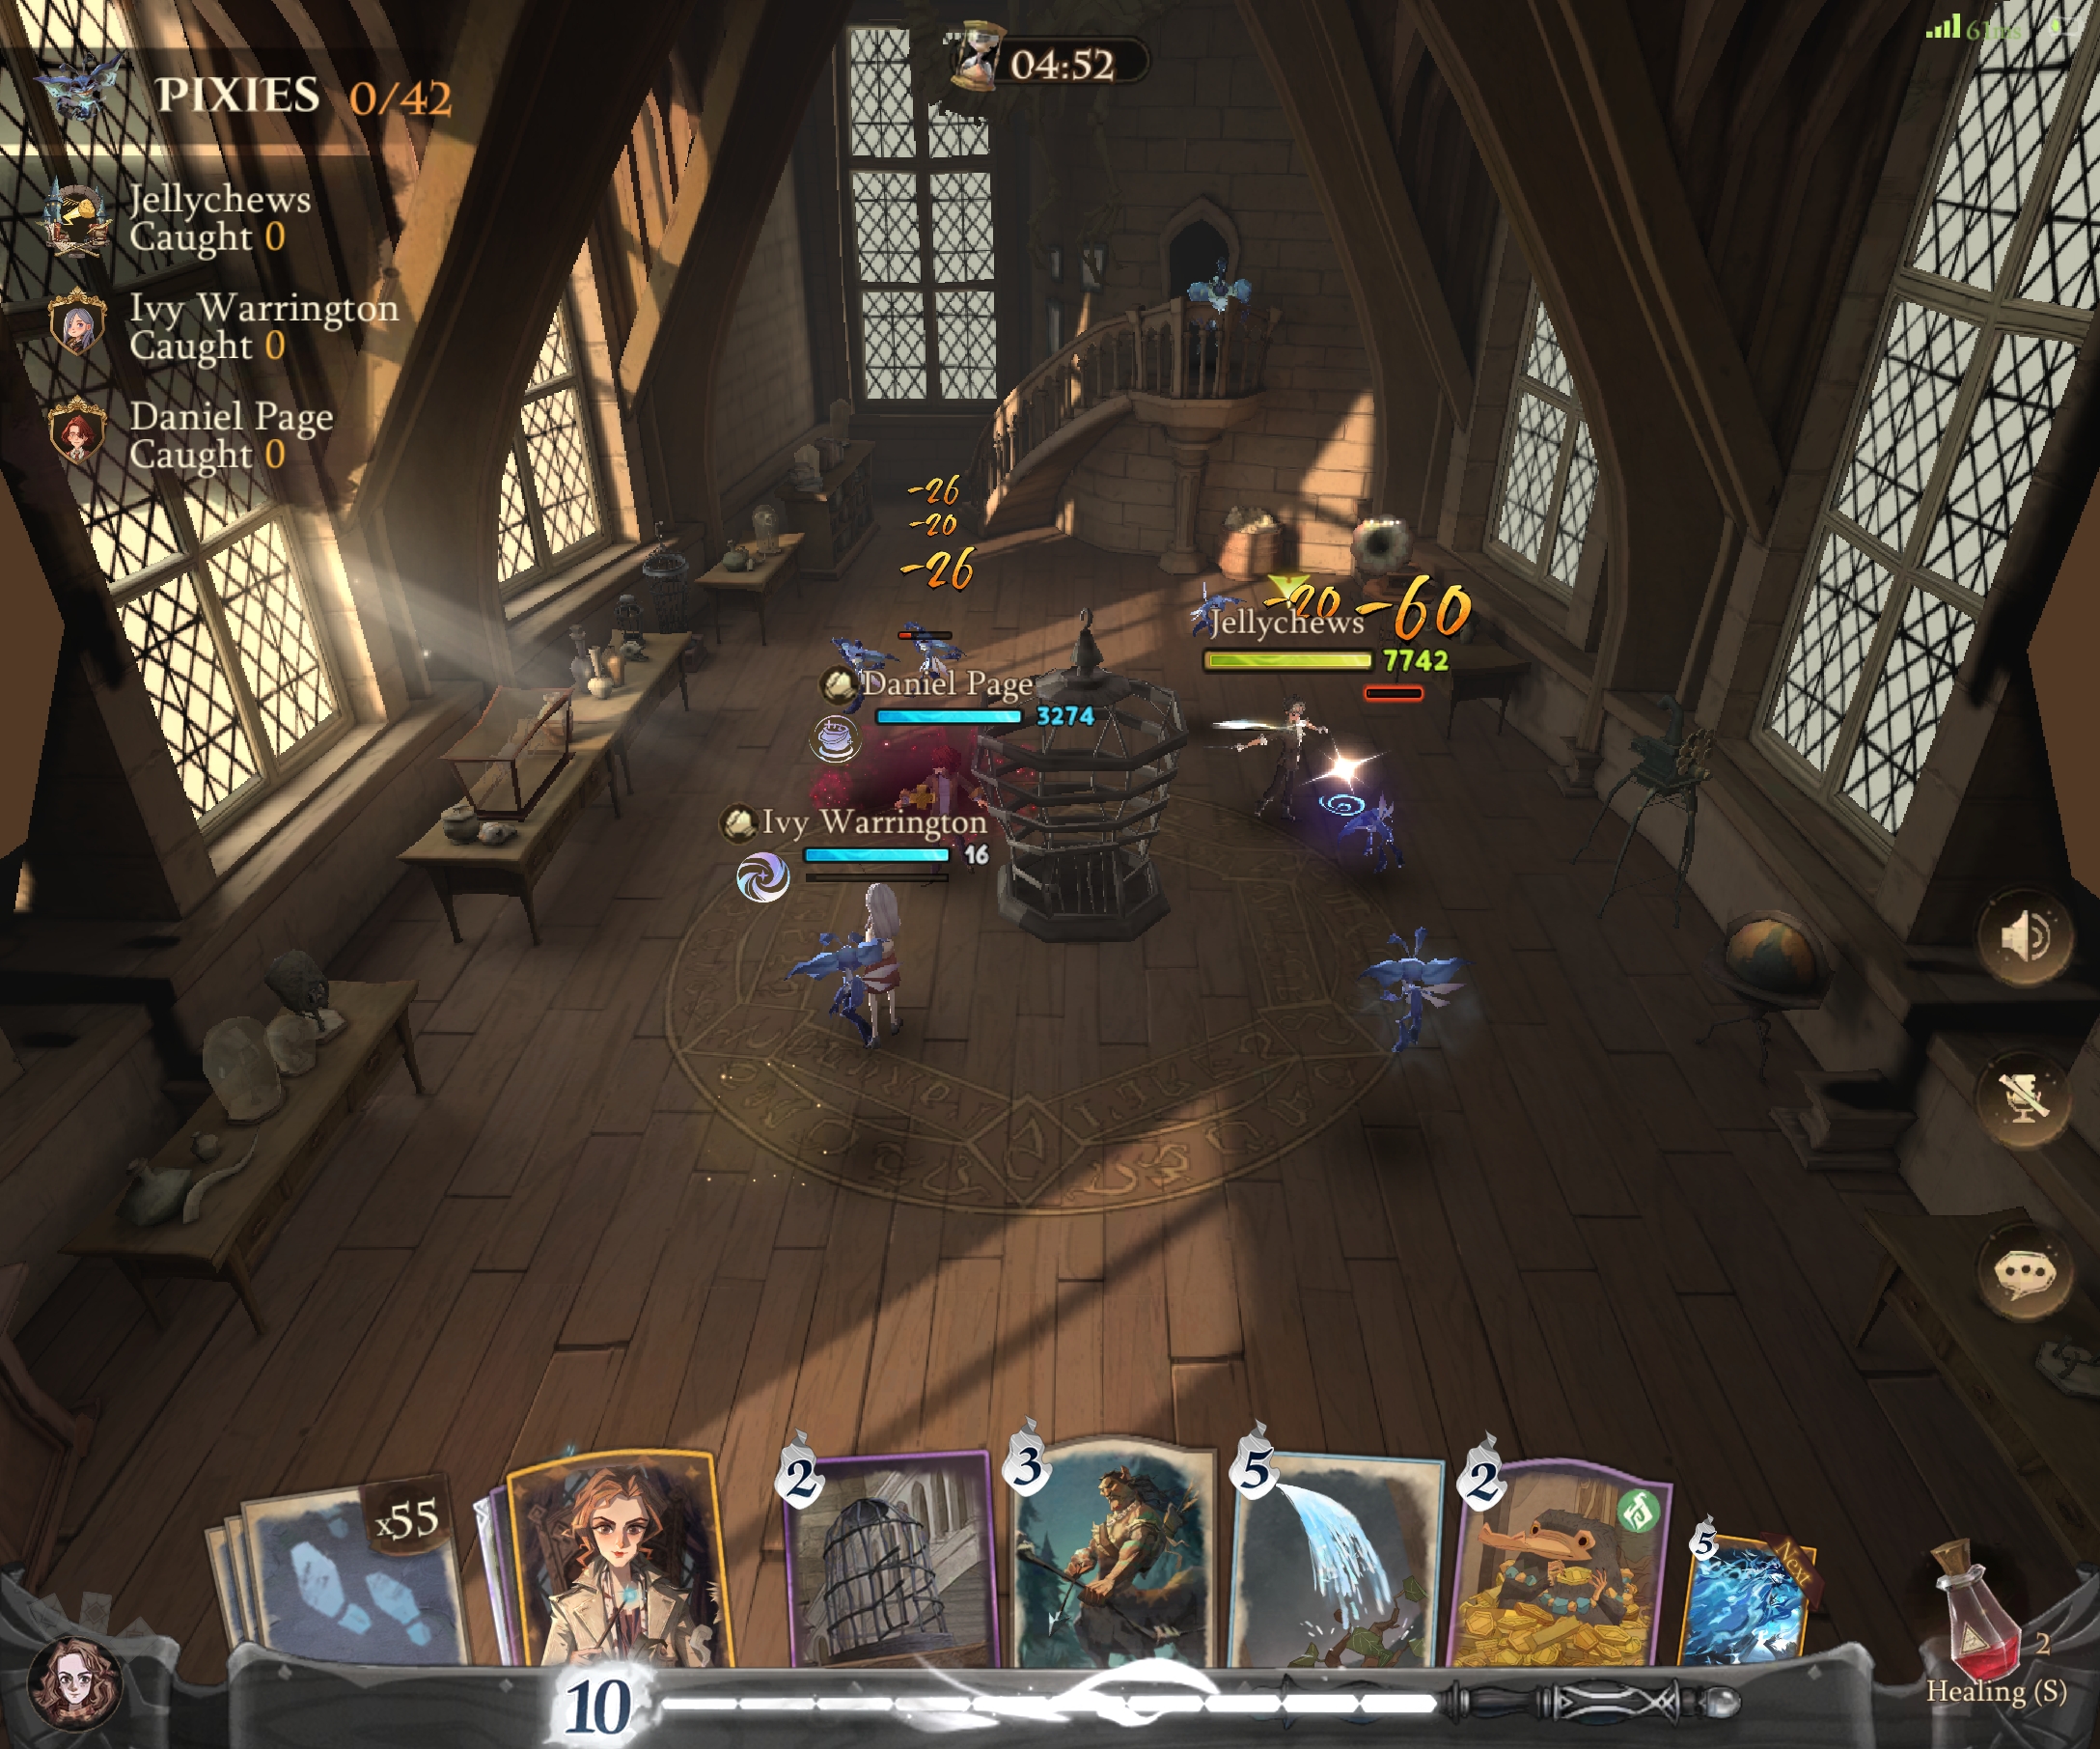 04:52
61ms
PIXIES 0/42
Jellychews
Caught 0
Ivy Warrington
Caught 0
Daniel Page
Caught 0
-26
-20
-26
-20 -60
Jellychews
7742
Daniel Page
3274
Ivy Warrington
16
x55
2
3
5
2
5
Next
10
2
Healing (S)